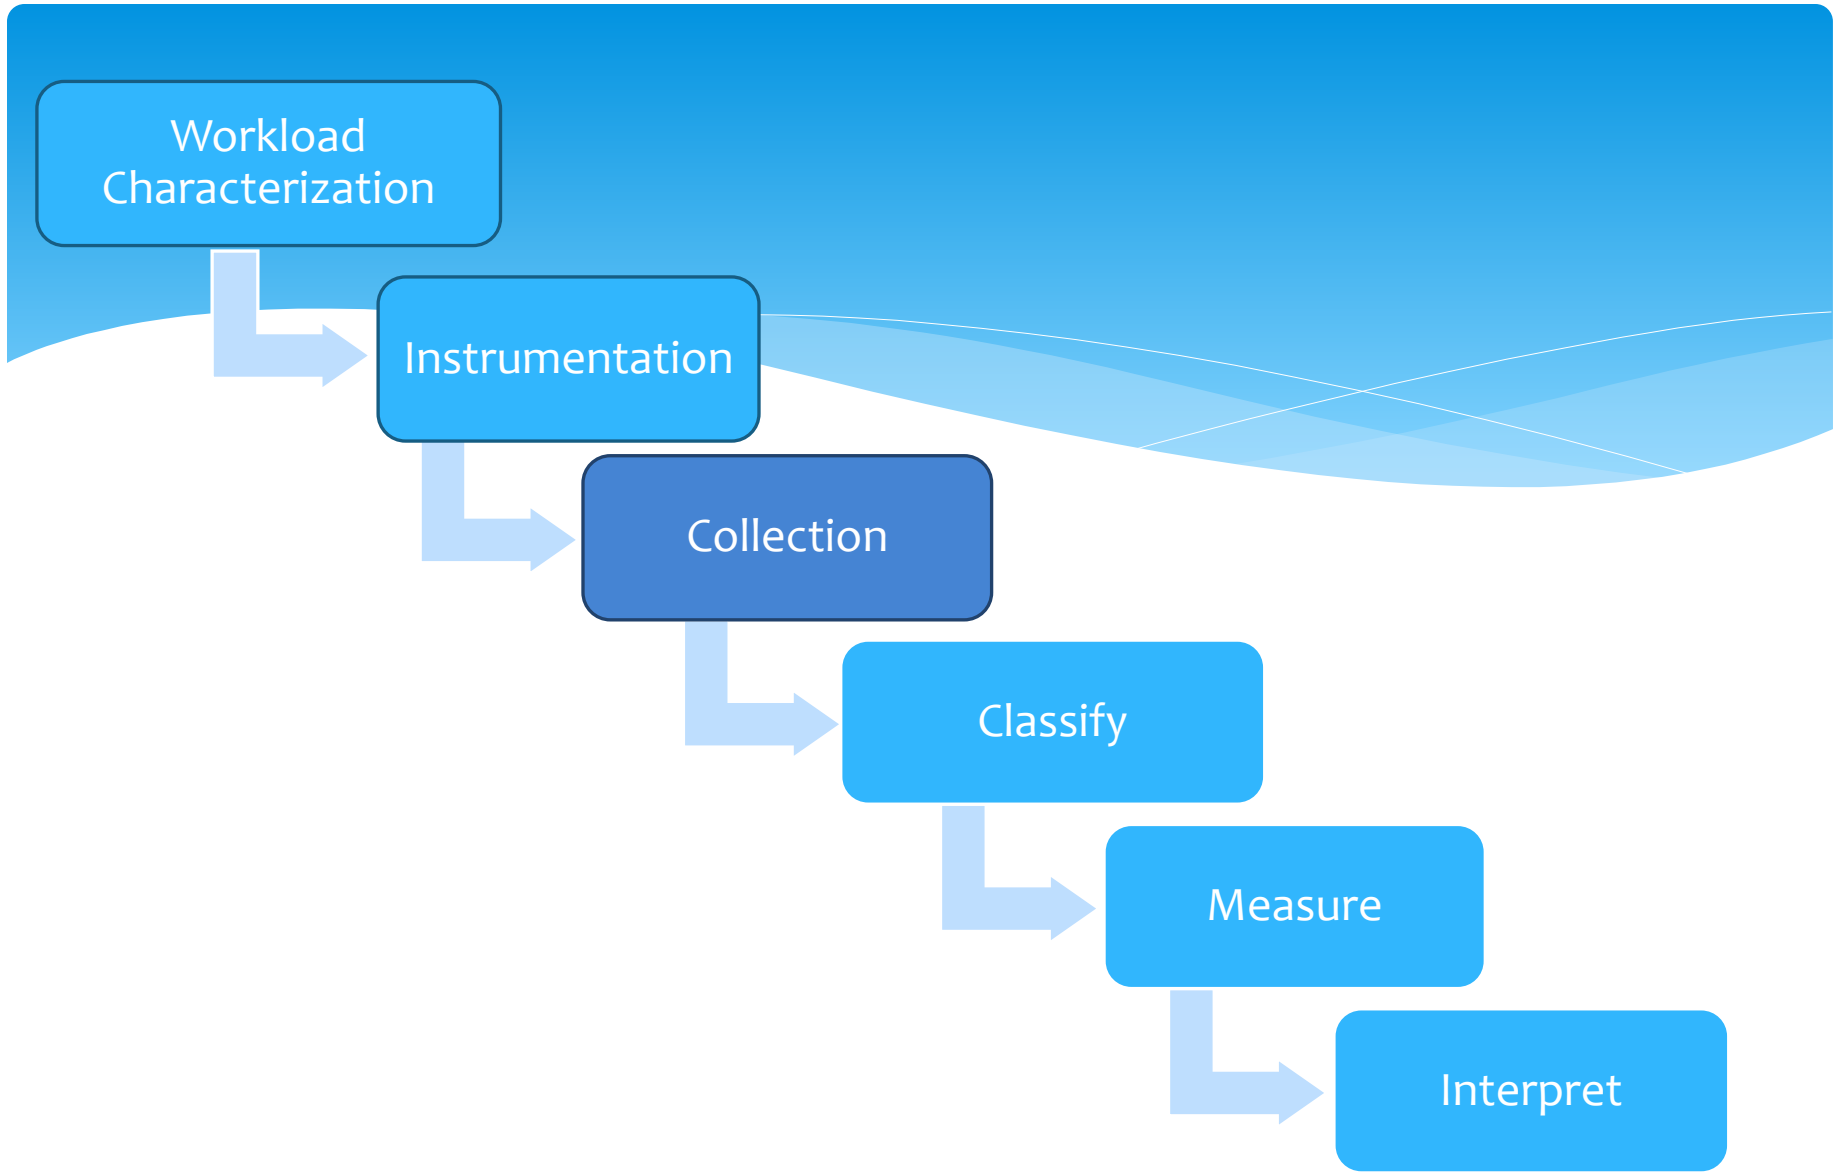 Workload
Characterization
Instrumentation
Collection
Classify
Measure
Interpret